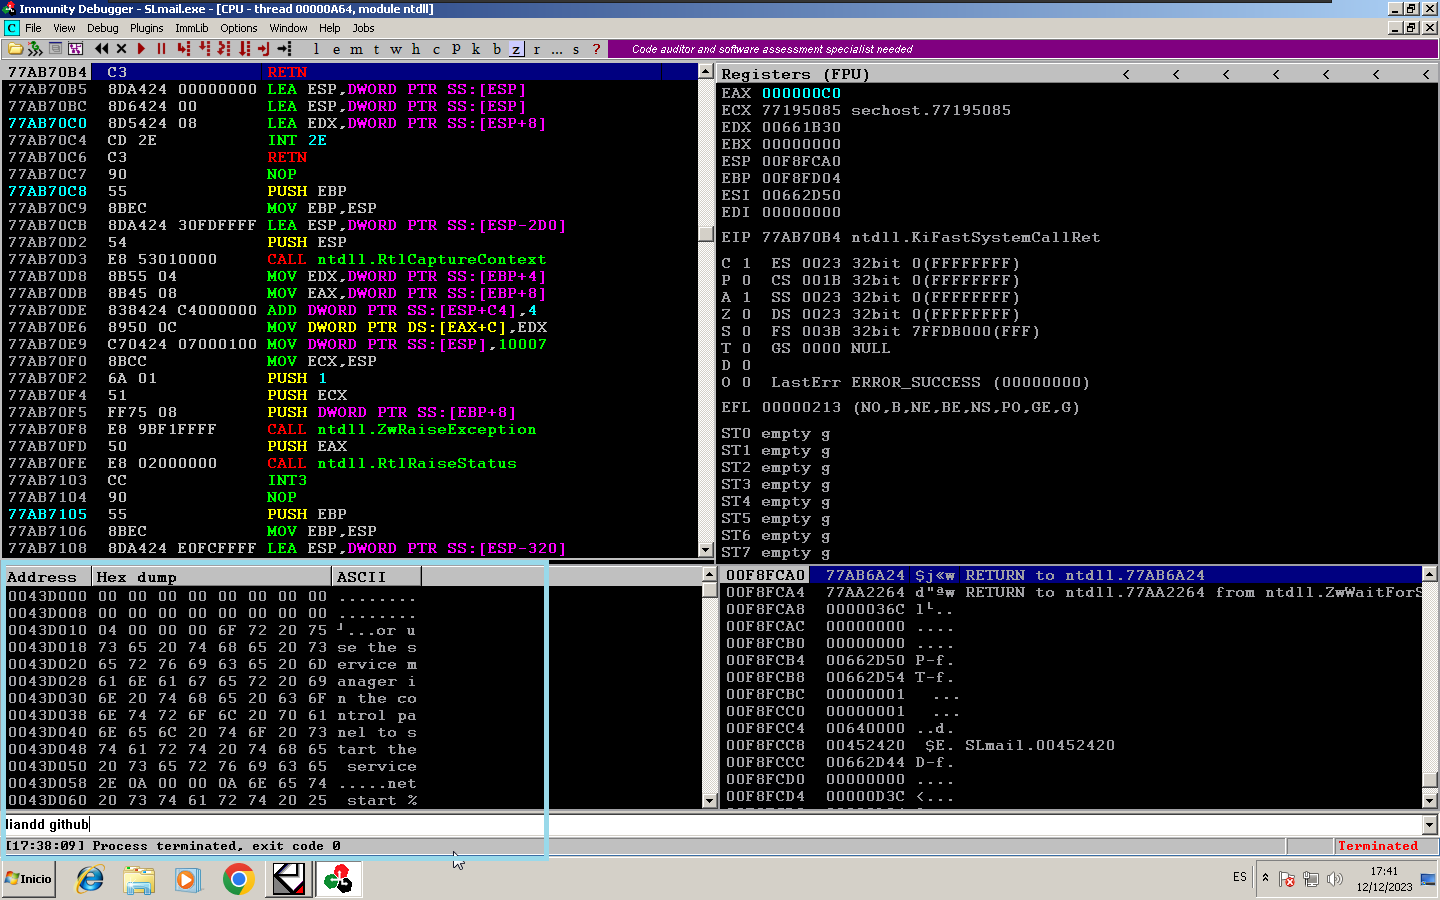 Immunity Debugger - SLmail.exe - [CPU - thread 00000A64, module ntdll]
C File View Debug Plugins ImmLib Options Window Help Jobs
l e m t w h c p k b z r ... s ? Code auditor and software assessment specialist needed
77AB70B4 C3 RETN
77AB70B5 8DA424 00000000 LEA ESP,DWORD PTR SS:[ESP]
77AB70BC 8D6424 00 LEA ESP,DWORD PTR SS:[ESP]
77AB70C0 8D5424 08 LEA EDX,DWORD PTR SS:[ESP+8]
77AB70C4 CD 2E INT 2E
77AB70C6 C3 RETN
77AB70C7 90 NOP
77AB70C8 55 PUSH EBP
77AB70C9 8BEC MOV EBP,ESP
77AB70CB 8DA424 30FDFFFF LEA ESP,DWORD PTR SS:[ESP-2D0]
77AB70D2 54 PUSH ESP
77AB70D3 E8 53010000 CALL ntdll.RtlCaptureContext
77AB70D8 8B55 04 MOV EDX,DWORD PTR SS:[EBP+4]
77AB70DB 8B45 08 MOV EAX,DWORD PTR SS:[EBP+8]
77AB70DE 838424 C4000000 ADD DWORD PTR SS:[ESP+C4],4
77AB70E6 8950 0C MOV DWORD PTR DS:[EAX+C],EDX
77AB70E9 C70424 07000100 MOV DWORD PTR SS:[ESP],10007
77AB70F0 8BCC MOV ECX,ESP
77AB70F2 6A 01 PUSH 1
77AB70F4 51 PUSH ECX
77AB70F5 FF75 08 PUSH DWORD PTR SS:[EBP+8]
77AB70F8 E8 9BF1FFFF CALL ntdll.ZwRaiseException
77AB70FD 50 PUSH EAX
77AB70FE E8 02000000 CALL ntdll.RtlRaiseStatus
77AB7103 CC INT3
77AB7104 90 NOP
77AB7105 55 PUSH EBP
77AB7106 8BEC MOV EBP,ESP
77AB7108 8DA424 E0FCFFFF LEA ESP,DWORD PTR SS:[ESP-320]
Registers (FPU) < < < < < < <
EAX 000000C0
ECX 77195085 sechost.77195085
EDX 00661B30
EBX 00000000
ESP 00F8FCA0
EBP 00F8FD04
ESI 00662D50
EDI 00000000
EIP 77AB70B4 ntdll.KiFastSystemCallRet
C 1 ES 0023 32bit 0(FFFFFFFF)
P 0 CS 001B 32bit 0(FFFFFFFF)
A 1 SS 0023 32bit 0(FFFFFFFF)
Z 0 DS 0023 32bit 0(FFFFFFFF)
S 0 FS 003B 32bit 7FFDB000(FFF)
T 0 GS 0000 NULL
D 0
O 0 LastErr ERROR_SUCCESS (00000000)
EFL 00000213 (NO,B,NE,BE,NS,PO,GE,G)
ST0 empty g
ST1 empty g
ST2 empty g
ST3 empty g
ST4 empty g
ST5 empty g
ST6 empty g
ST7 empty g
Address Hex dump ASCII
0043D000 00 00 00 00 00 00 00 00 ........
0043D008 00 00 00 00 00 00 00 00 ........
0043D010 04 00 00 00 6F 72 20 75 ┘...or u
0043D018 73 65 20 74 68 65 20 73 se the s
0043D020 65 72 76 69 63 65 20 6D ervice m
0043D028 61 6E 61 67 65 72 20 69 anager i
0043D030 6E 20 74 68 65 20 63 6F n the co
0043D038 6E 74 72 6F 6C 20 70 61 ntrol pa
0043D040 6E 65 6C 20 74 6F 20 73 nel to s
0043D048 74 61 72 74 20 74 68 65 tart the
0043D050 20 73 65 72 76 69 63 65 service
0043D058 2E 0A 00 00 0A 6E 65 74 .....net
0043D060 20 73 74 61 72 74 20 25 start %
00F8FCA0 77AB6A24 $j«w RETURN to ntdll.77AB6A24
00F8FCA4 77AA2264 d"ªw RETURN to ntdll.77AA2264 from ntdll.ZwWaitForS
00F8FCA8 0000036C l└..
00F8FCAC 00000000 ....
00F8FCB0 00000000 ....
00F8FCB4 00662D50 P-f.
00F8FCB8 00662D54 T-f.
00F8FCBC 00000001 ...
00F8FCC0 00000001 ...
00F8FCC4 00640000 ..d.
00F8FCC8 00452420 $E. SLmail.00452420
00F8FCCC 00662D44 D-f.
00F8FCD0 00000000 ....
00F8FCD4 00000D3C <...
liandd github
[17:38:09] Process terminated, exit code 0 Terminated
Inicio ES 17:41
12/12/2023